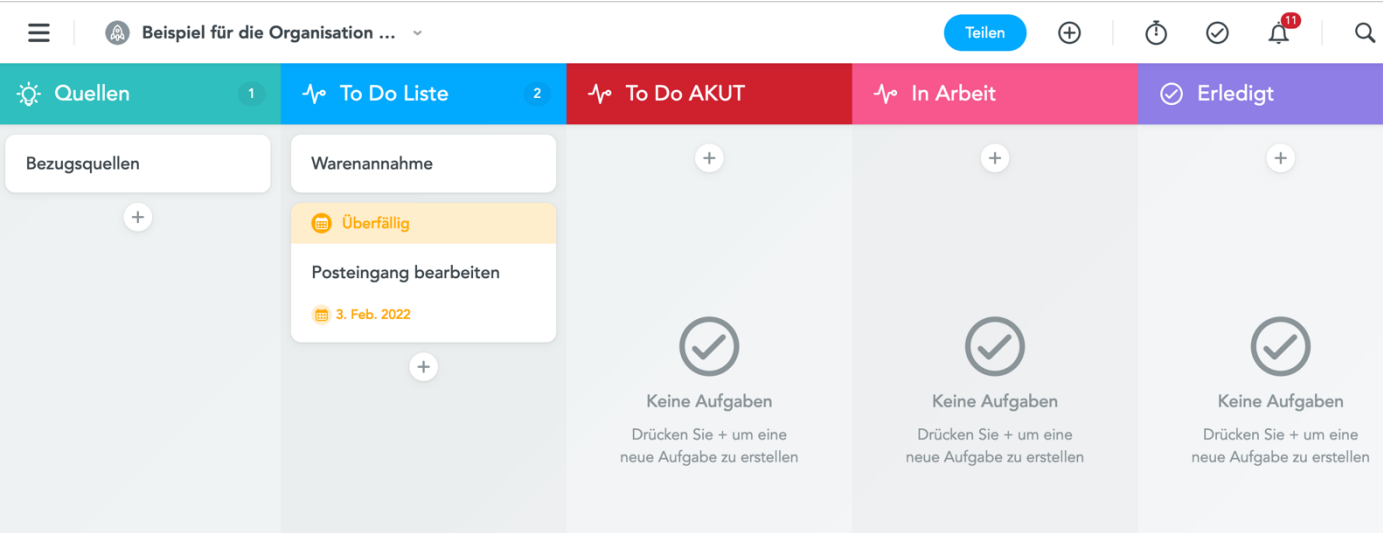 Beispiel für die Organisation ...
Teilen
11
Quellen 1
To Do Liste 2
To Do AKUT
In Arbeit
Erledigt
Bezugsquellen
Warenannahme
Überfällig
Posteingang bearbeiten
3. Feb. 2022
Keine Aufgaben
Drücken Sie + um eine
neue Aufgabe zu erstellen
Keine Aufgaben
Drücken Sie + um eine
neue Aufgabe zu erstellen
Keine Aufgaben
Drücken Sie + um eine
neue Aufgabe zu erstellen